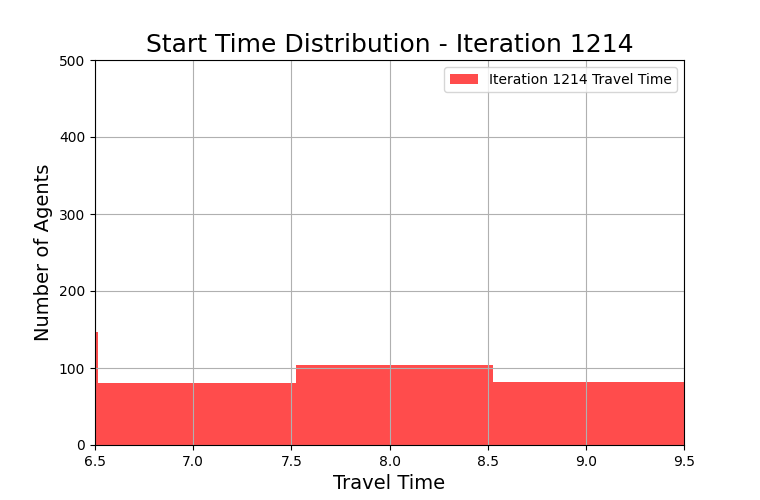 Start Time Distribution - Iteration 1214
Iteration 1214 Travel Time
Number of Agents
500
400
300
200
100
0
6.5 7.0 7.5 8.0 8.5 9.0 9.5
Travel Time